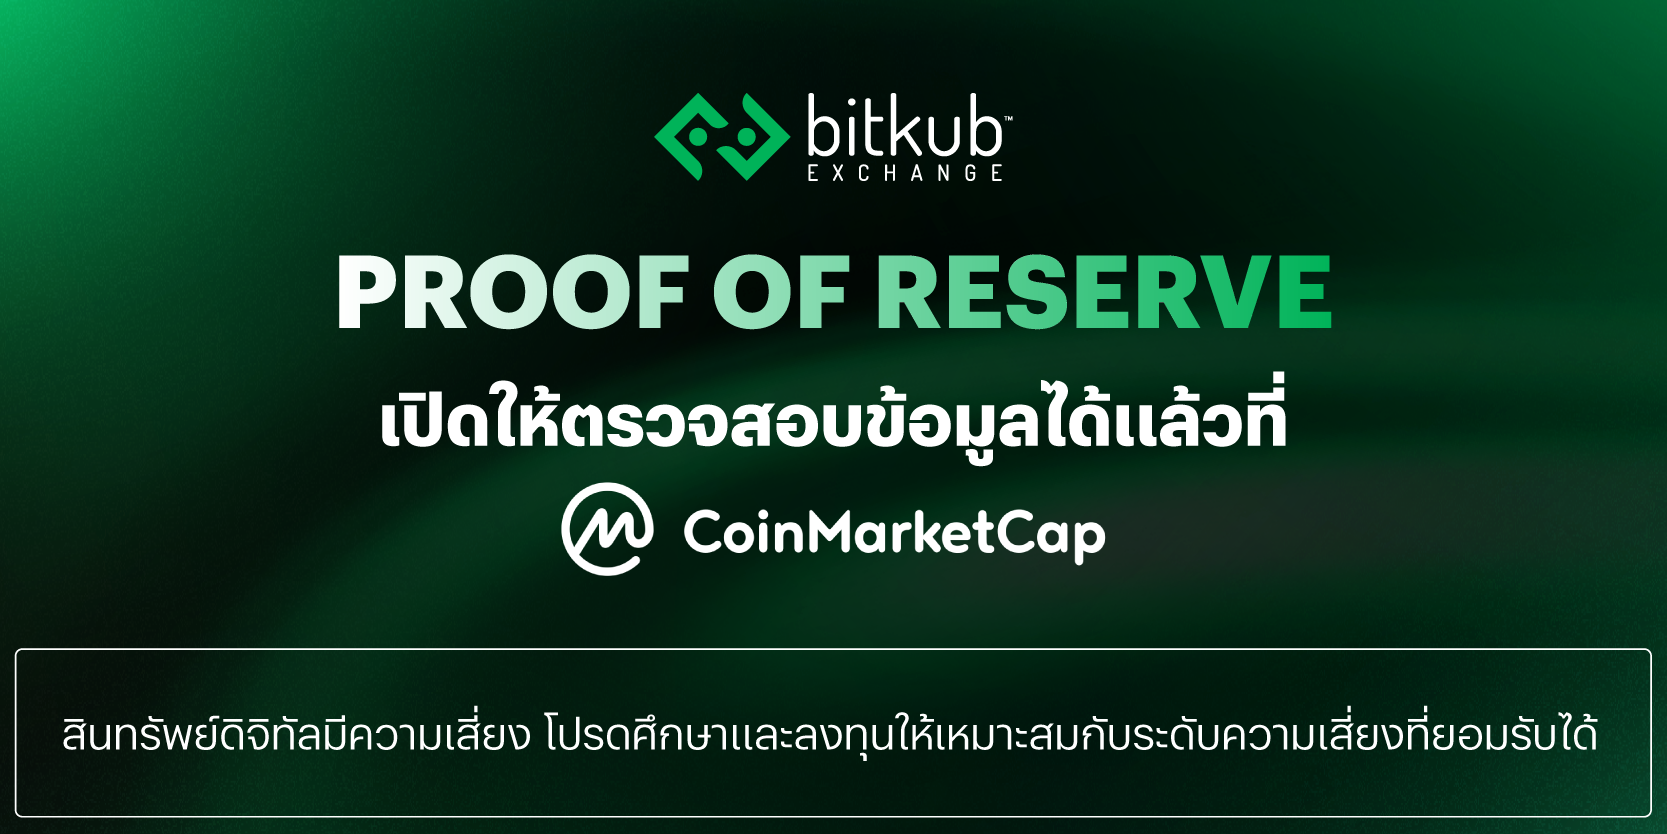 bitkub™
EXCHANGE
PROOF OF RESERVE
เปิดให้ตรวจสอบข้อมูลได้แล้วที่
CoinMarketCap
สินทรัพย์ดิจิทัลมีความเสี่ยง โปรดศึกษาและลงทุนให้เหมาะสมกับระดับความเสี่ยงที่ยอมรับได้